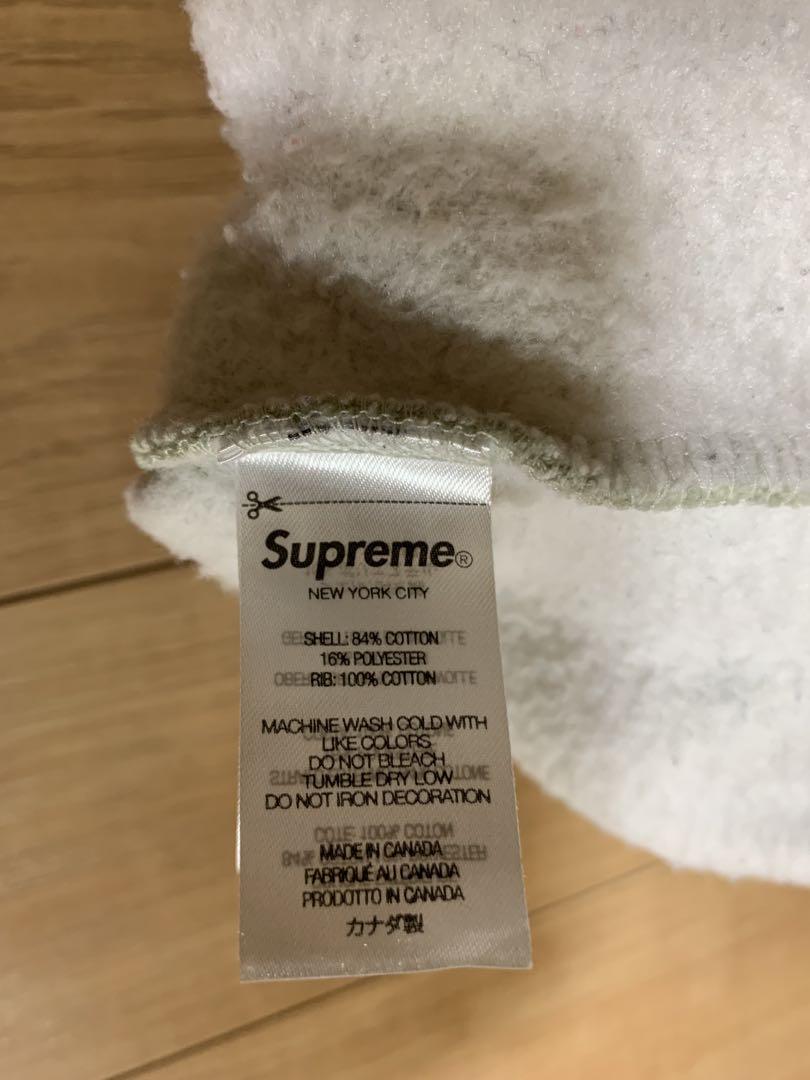 Supreme®
NEW YORK CITY
SHELL: 84% COTTON
16% POLYESTER
RIB: 100% COTTON
MACHINE WASH COLD WITH
LIKE COLORS
DO NOT BLEACH
TUMBLE DRY LOW
DO NOT IRON DECORATION
MADE IN CANADA
FABRIQUÉ AU CANADA
PRODOTTO IN CANADA
カナダ製